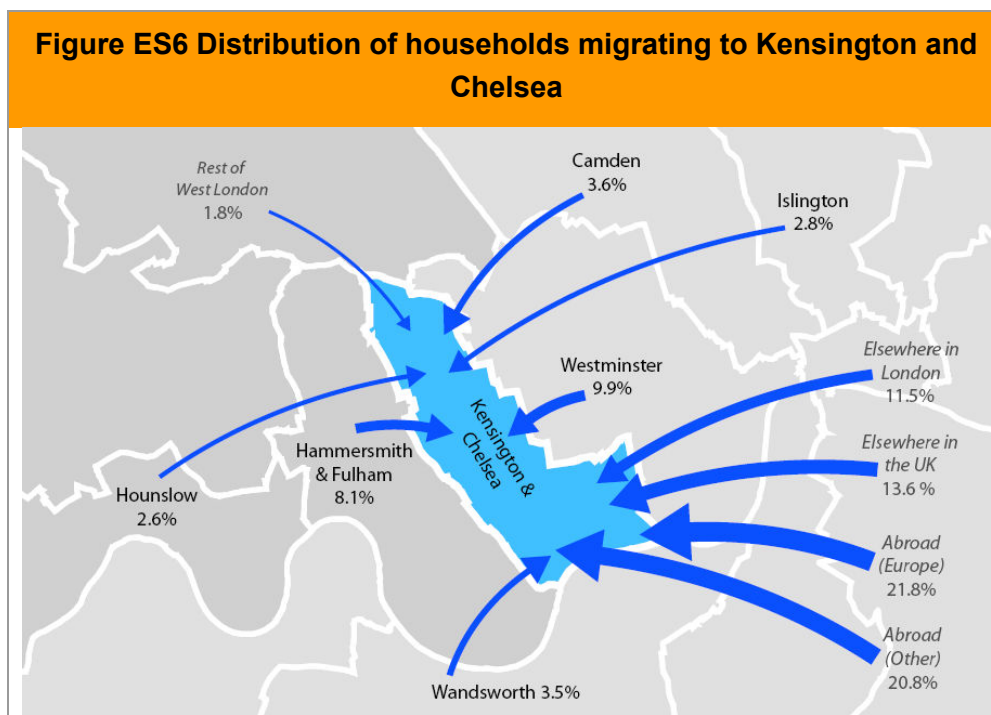 Figure ES6 Distribution of households migrating to Kensington and
Chelsea
Rest of
West London
1.8%
Camden
3.6%
Islington
2.8%
Westminster
9.9%
Elsewhere in
London
11.5%
Kensington &
Chelsea
Hammersmith
& Fulham
8.1%
Elsewhere in
the UK
13.6 %
Hounslow
2.6%
Abroad
(Europe)
21.8%
Abroad
(Other)
20.8%
Wandsworth 3.5%